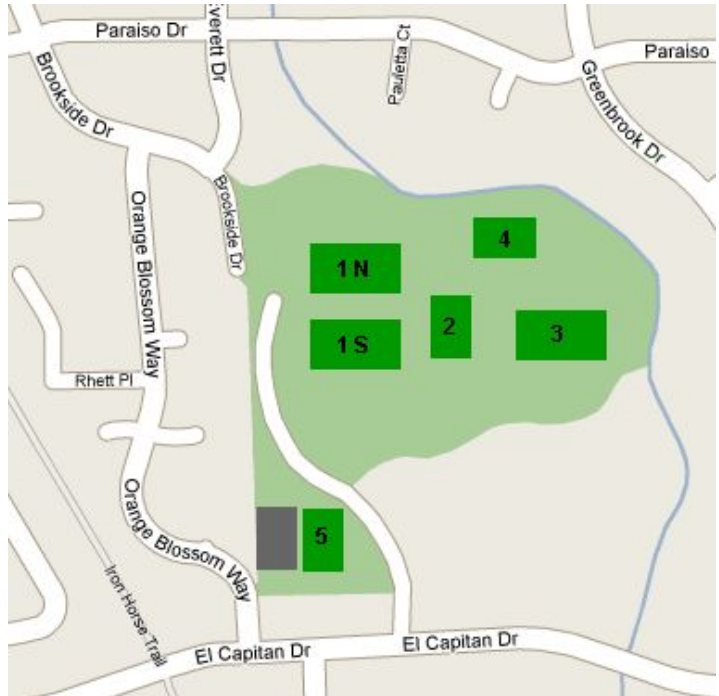 Paraiso Dr
Everett Dr
Pauletta Ct
Paraiso
Brookside Dr
Greenbrook Dr
Brookside Dr
Orange Blossom Way
4
1 N
2
3
1 S
Rhett Pl
Orange Blossom Way
5
Iron Horse Trail
El Capitan Dr
El Capitan Dr